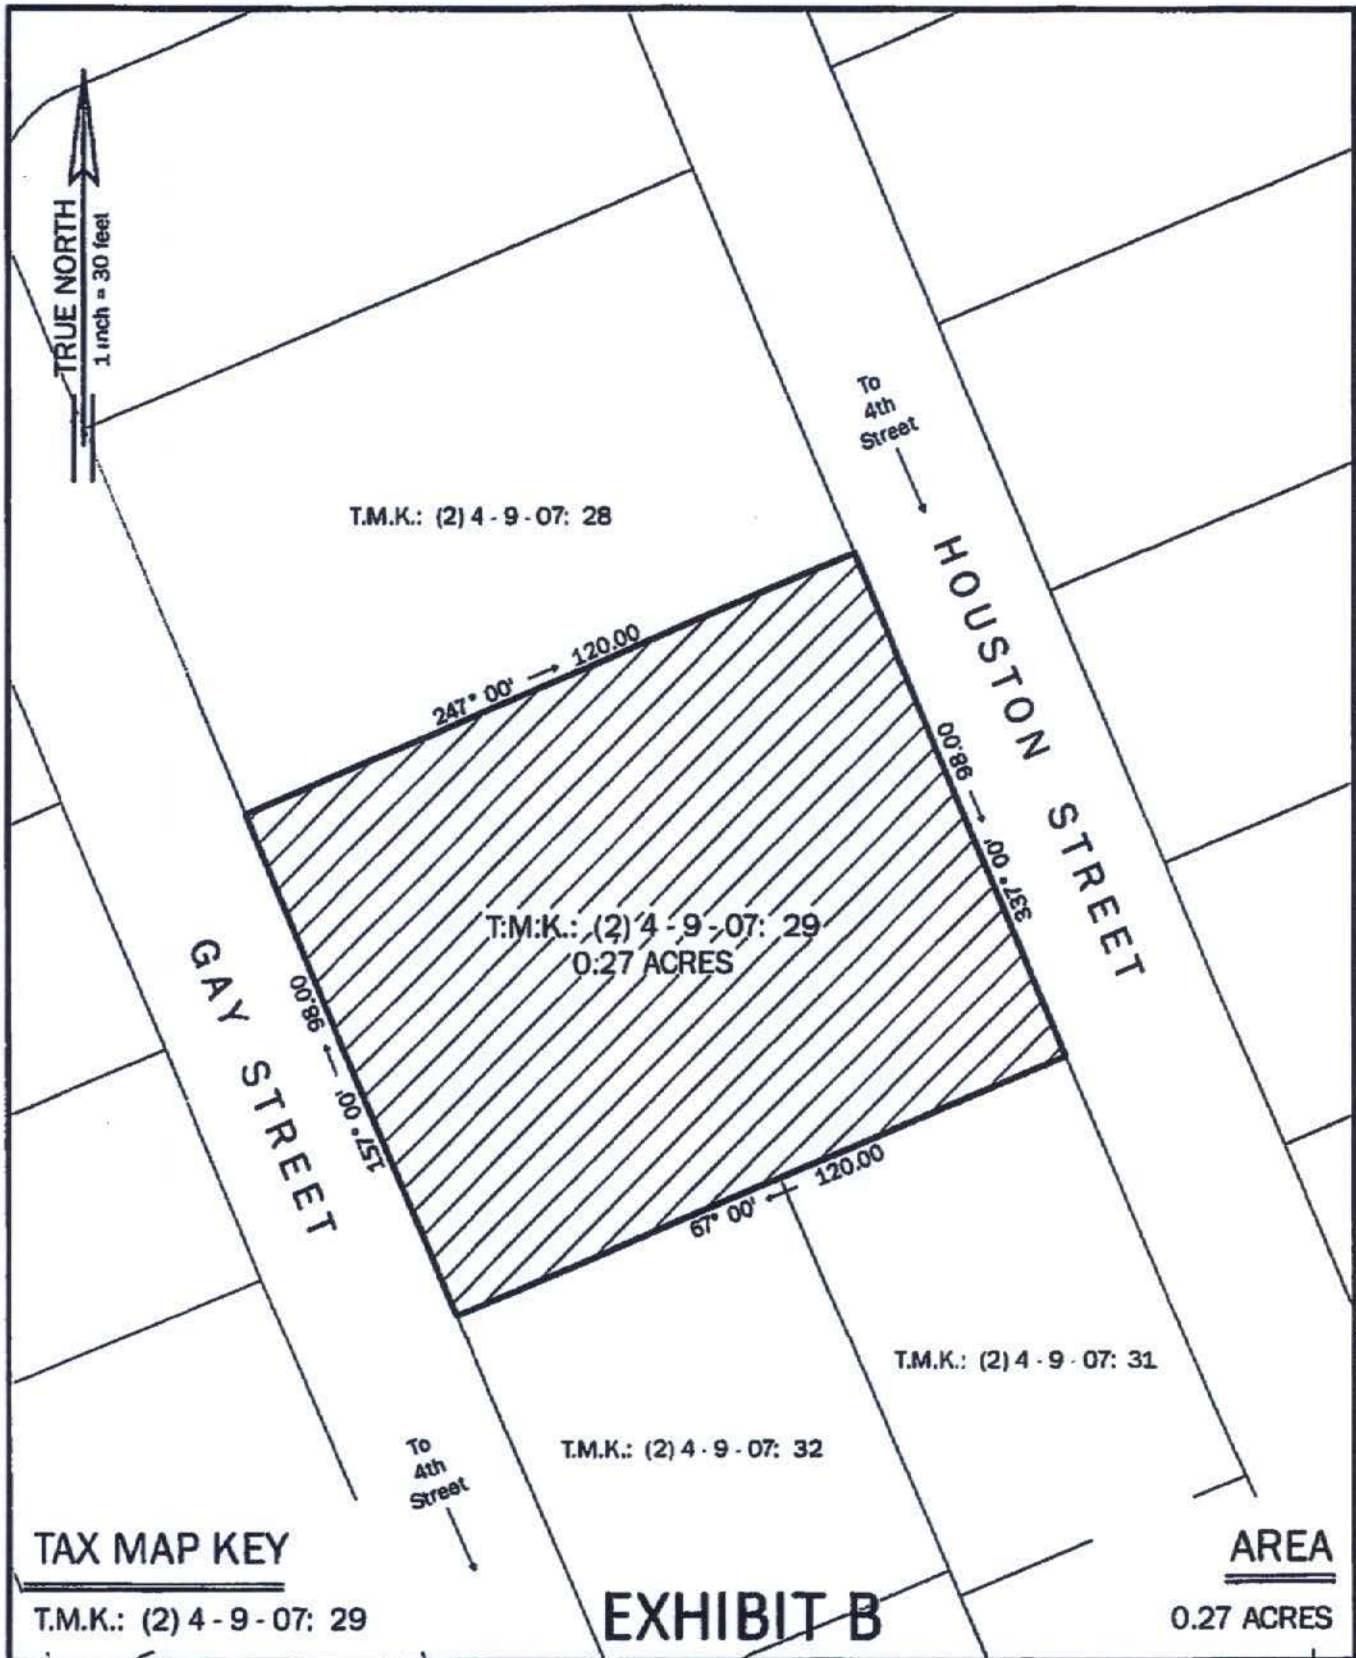 TRUE NORTH
1 inch = 30 feet
To
4th
Street
HOUSTON STREET
T.M.K.: (2) 4 - 9 - 07: 28
247° 00' 120.00
337° 00' 98.00
T.M.K.: (2) 4 - 9 - 07: 29
0.27 ACRES
GAY STREET
157° 00' 98.00
67° 00' 120.00
T.M.K.: (2) 4 - 9 - 07: 31
T.M.K.: (2) 4 - 9 - 07: 32
To
4th
Street
TAX MAP KEY
T.M.K.: (2) 4 - 9 - 07: 29
EXHIBIT B
AREA
0.27 ACRES